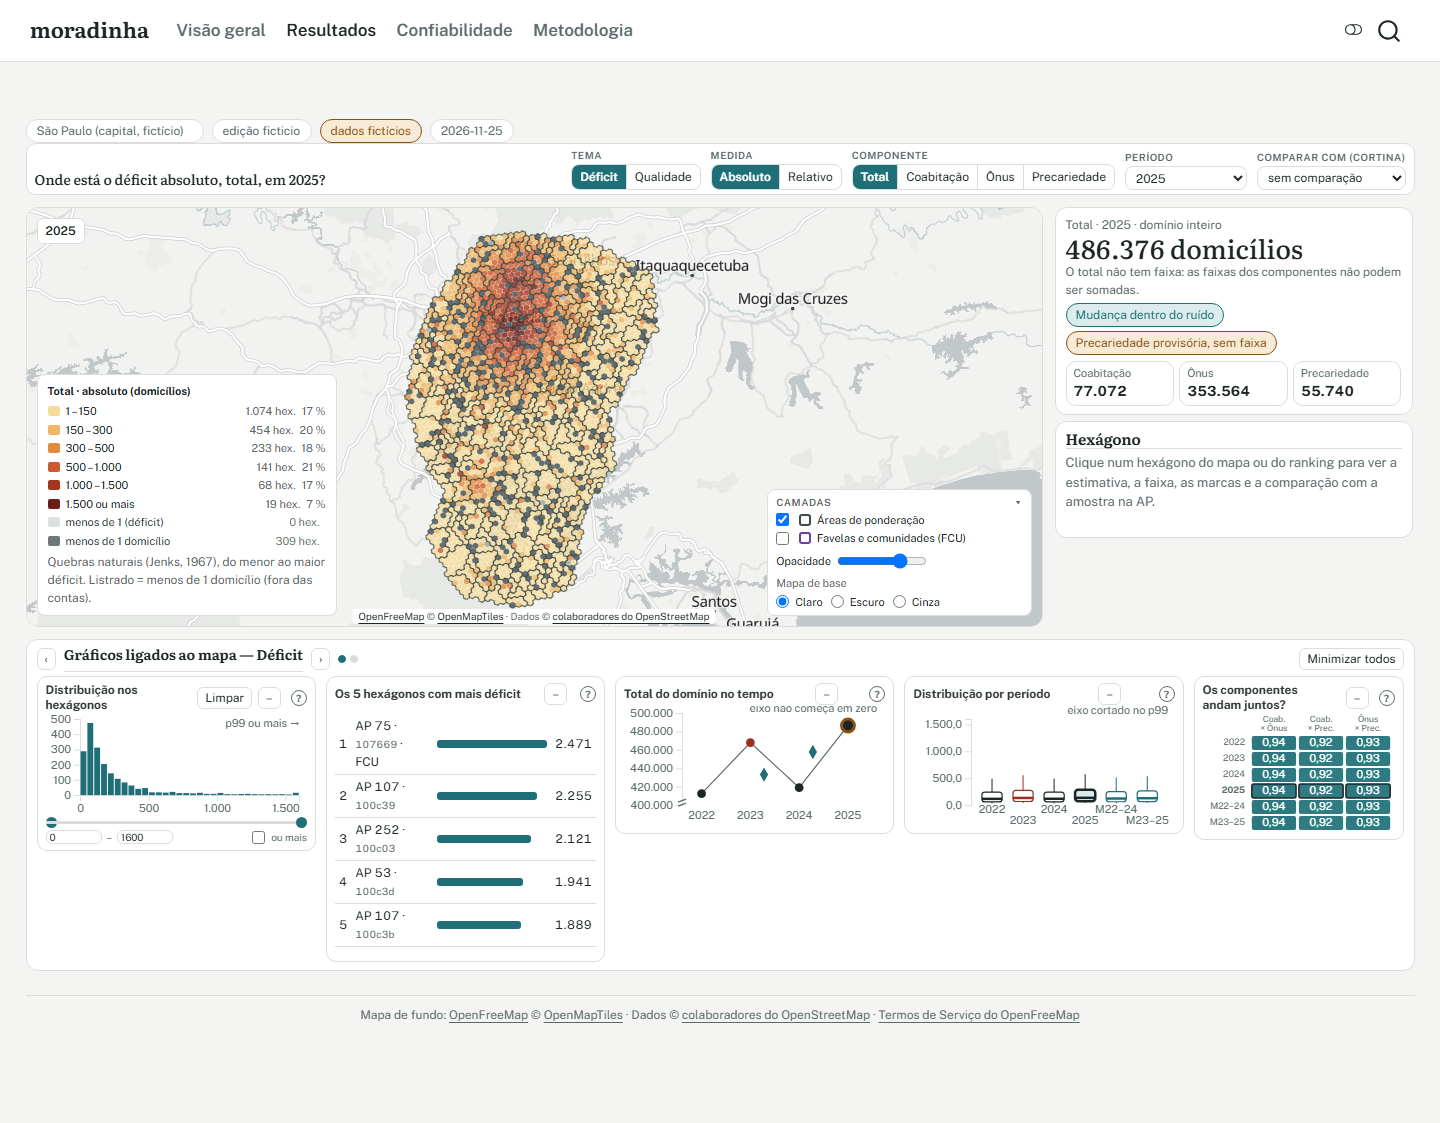 moradinha
Visão geral
Resultados
Confiabilidade
Metodologia
São Paulo (capital, fictício)
edição ficticio
dados fictícios
2026-11-25
Onde está o déficit absoluto, total, em 2025?
TEMA
Déficit
Qualidade
MEDIDA
Absoluto
Relativo
COMPONENTE
Total
Coabitação
Ônus
Precariedade
PERÍODO
2025
COMPARAR COM (CORTINA)
sem comparação
2025
Itaquaquecetuba
Mogi das Cruzes
Santos
Guarujá
Total · absoluto (domicílios)
1–150 1.074 hex. 17 %
150–300 454 hex. 20 %
300–500 233 hex. 18 %
500–1.000 141 hex. 21 %
1.000–1.500 68 hex. 17 %
1.500 ou mais 19 hex. 7 %
menos de 1 (déficit) 0 hex.
menos de 1 domicílio 309 hex.
Quebras naturais (Jenks, 1967), do menor ao maior
déficit. Listrado = menos de 1 domicílio (fora das
contas).
CAMADAS
Áreas de ponderação
Favelas e comunidades (FCU)
Opacidade
Mapa de base
Claro
Escuro
Cinza
OpenFreeMap © OpenMapTiles · Dados © colaboradores do OpenStreetMap
Total · 2025 · domínio inteiro
486.376 domicílios
O total não tem faixa: as faixas dos componentes não podem
ser somadas.
Mudança dentro do ruído
Precariedade provisória, sem faixa
Coabitação
77.072
Ônus
353.564
Precariedade
55.740
Hexágono
Clique num hexágono do mapa ou do ranking para ver a
estimativa, a faixa, as marcas e a comparação com a
amostra na AP.
‹ Gráficos ligados ao mapa — Déficit ›
Minimizar todos
Distribuição nos
hexágonos
Limpar
–
?
p99 ou mais →
500
400
300
200
100
0
0 500 1.000 1.500
0 – 1600
ou mais
Os 5 hexágonos com mais déficit
–
?
1 AP 75 ·
107669 ·
FCU
2.471
2 AP 107 ·
100c39
2.255
3 AP 252 ·
100c03
2.121
4 AP 53 ·
100c3d
1.941
5 AP 107 ·
100c3b
1.889
Total do domínio no tempo
–
?
eixo não começa em zero
500.000
480.000
460.000
440.000
420.000
400.000
2022 2023 2024 2025
Distribuição por período
–
?
eixo cortado no p99
1.500,0
1.000,0
500,0
0,0
2022 2024 M22–24
2023 2025 M23–25
Os componentes
andam juntos?
–
?
Coab. Coab. Ônus
× Ônus × Prec. × Prec.
2022 0,94 0,92 0,93
2023 0,94 0,92 0,93
2024 0,94 0,92 0,93
2025 0,94 0,92 0,93
M22–24 0,94 0,92 0,93
M23–25 0,94 0,92 0,93
Mapa de fundo: OpenFreeMap © OpenMapTiles · Dados © colaboradores do OpenStreetMap · Termos de Serviço do OpenFreeMap